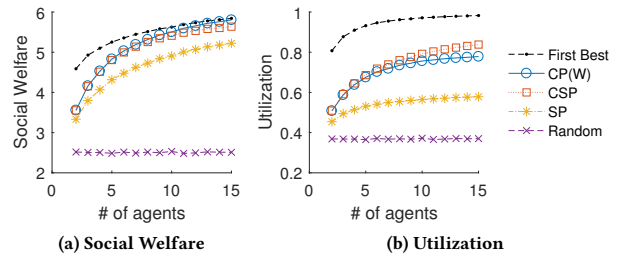 6
5
4
3
2
0
5
10
15
Social Welfare
# of agents
(a) Social Welfare
1
0.8
0.6
0.4
0.2
0
5
10
15
Utilization
# of agents
(b) Utilization
First Best
CP(W)
CSP
SP
Random